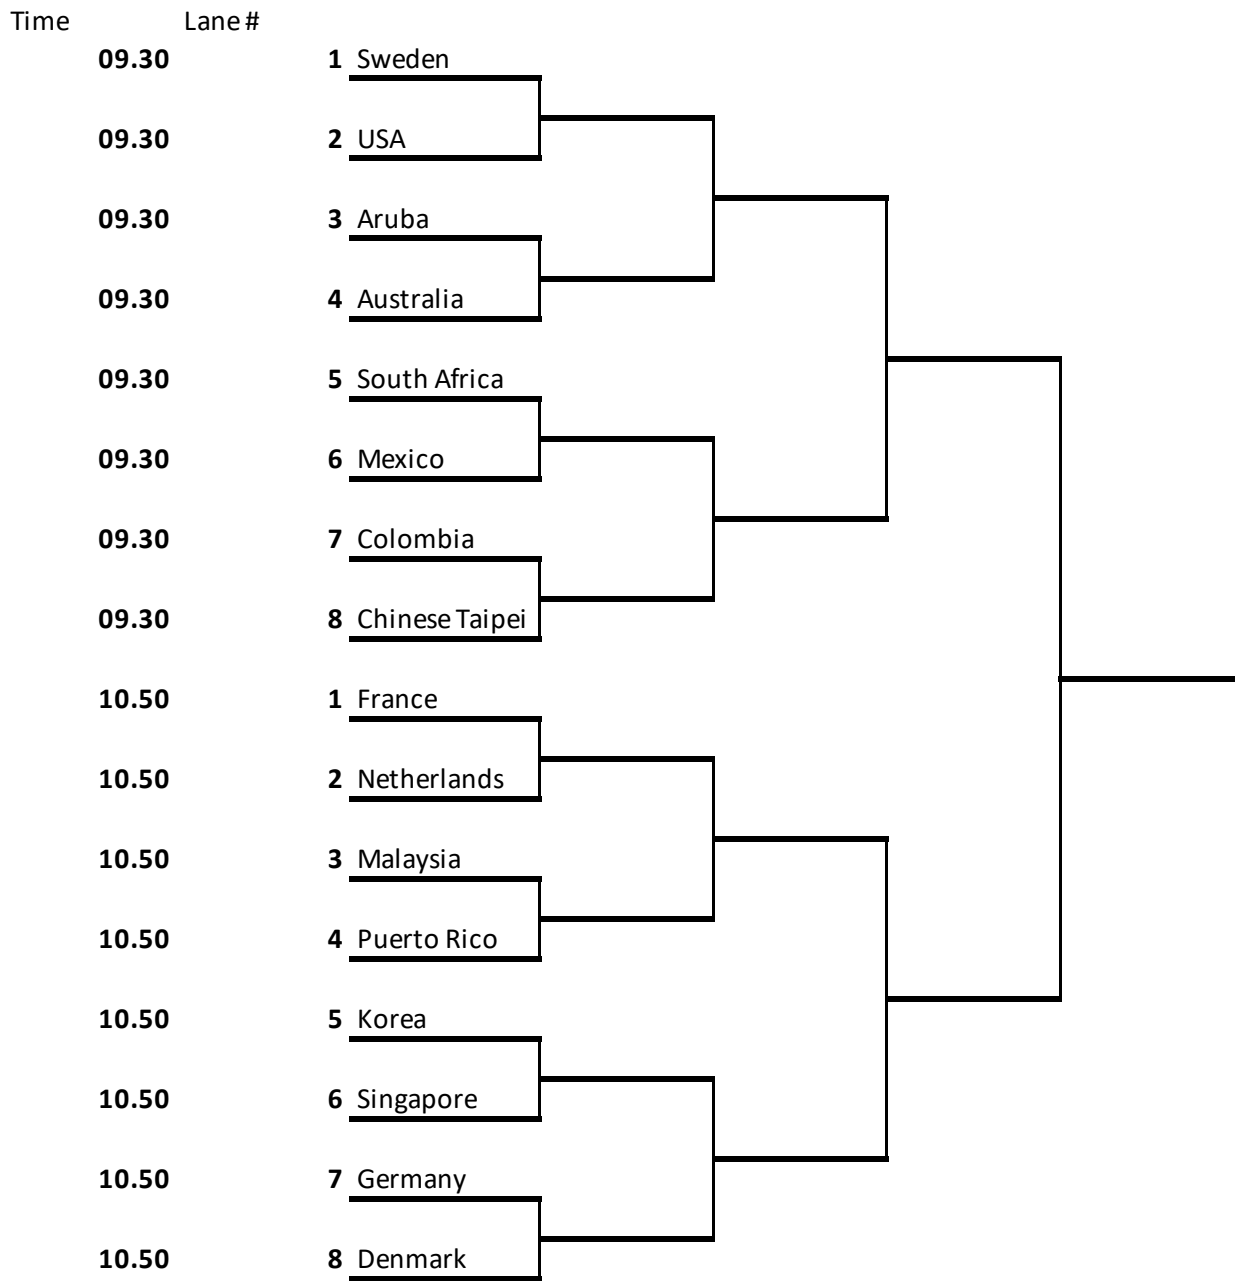 Time Lane #
09.30 1 Sweden
09.30 2 USA
09.30 3 Aruba
09.30 4 Australia
09.30 5 South Africa
09.30 6 Mexico
09.30 7 Colombia
09.30 8 Chinese Taipei
10.50 1 France
10.50 2 Netherlands
10.50 3 Malaysia
10.50 4 Puerto Rico
10.50 5 Korea
10.50 6 Singapore
10.50 7 Germany
10.50 8 Denmark